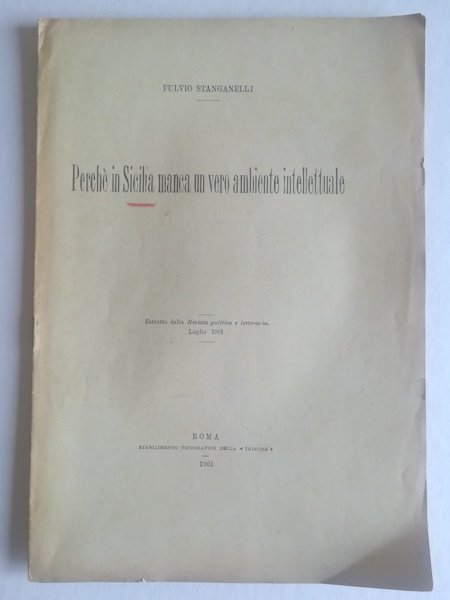 FULVIO STANGANELLI
Perchè in Sicilia manca un vero ambiente intellettuale
Estratto dalla Rivista politica e letteraria.
Luglio 1901
ROMA
STABILIMENTO TIPOGRAFICO DELLA « TRIBUNA »
1901